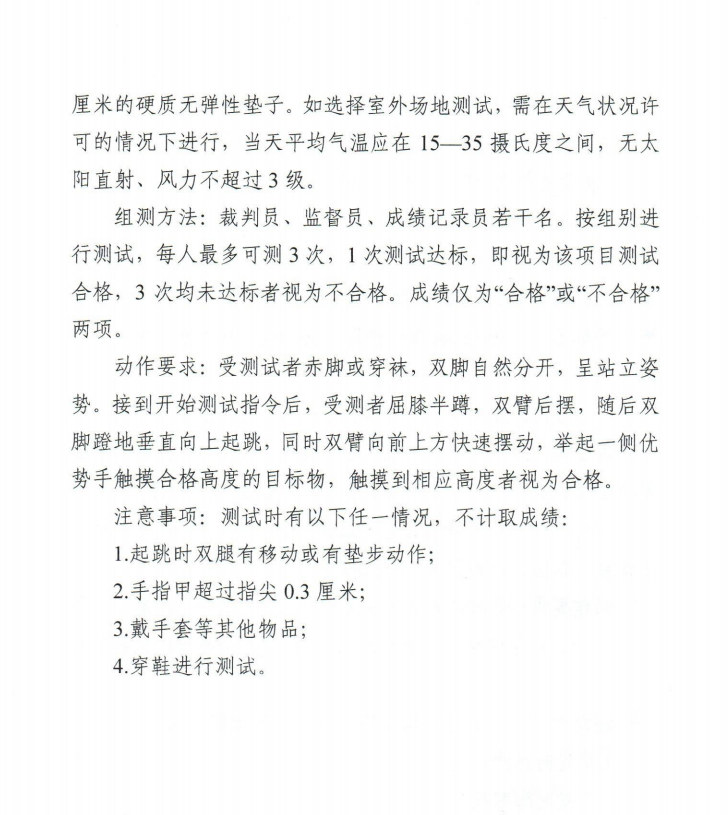 厘米的硬质无弹性垫子。如选择室外场地测试，需在天气状况许
可的情况下进行，当天平均气温应在 15—35 摄氏度之间，无太
阳直射、风力不超过 3 级。
组测方法：裁判员、监督员、成绩记录员若干名。按组别进
行测试，每人最多可测 3 次，1 次测试达标，即视为该项目测试
合格，3 次均未达标者视为不合格。成绩仅为“合格”或“不合格”
两项。
动作要求：受测试者赤脚或穿袜，双脚自然分开，呈站立姿
势。接到开始测试指令后，受测者屈膝半蹲，双臂后摆，随后双
脚蹬地垂直向上起跳，同时双臂向前上方快速摆动，举起一侧优
势手触摸合格高度的目标物，触摸到相应高度者视为合格。
注意事项：测试时有以下任一情况，不计取成绩：
1.起跳时双腿有移动或有垫步动作；
2.手指甲超过指尖 0.3 厘米；
3.戴手套等其他物品；
4.穿鞋进行测试。